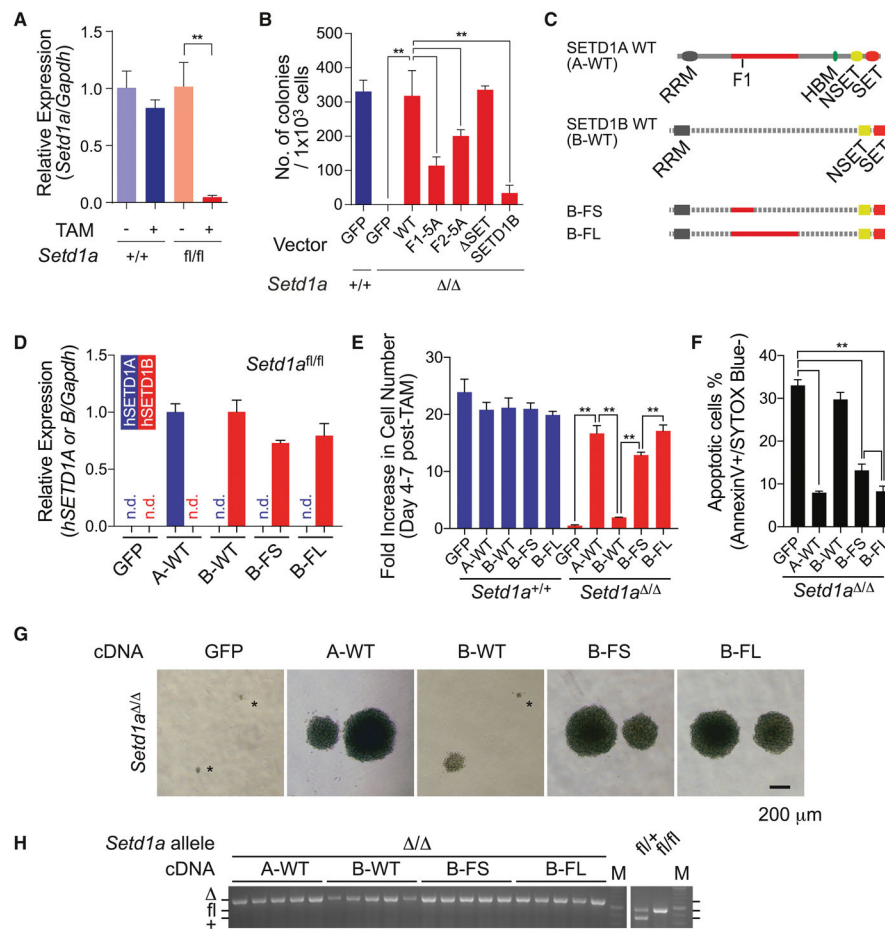 A
Relative Expression
(Setd1a/Gapdh)
1.5
1.0
0.5
0.0
**
TAM
- + - +
Setd1a
+/+ fl/fl
B
No. of colonies
/ 1x10³ cells
500
400
300
200
100
0
** **
Vector
GFP GFP WT F1-5A F2-5A ΔSET SETD1B
Setd1a
+/+ Δ/Δ
C
SETD1A WT
(A-WT)
RRM F1 HBM NSET SET
SETD1B WT
(B-WT)
RRM NSET SET
B-FS
B-FL
D
Relative Expression
(hSETD1A or B/Gapdh)
1.5
1.0
0.5
0.0
hSETD1A
hSETD1B
Setd1a fl/fl
n.d. n.d. n.d. n.d. n.d. n.d.
GFP A-WT B-WT B-FS B-FL
E
Fold Increase in Cell Number
(Day 4-7 post-TAM)
30
20
10
0
** ** ** **
GFP A-WT B-WT B-FS B-FL GFP A-WT B-WT B-FS B-FL
Setd1a+/+ Setd1aΔ/Δ
F
Apoptotic cells %
(AnnexinV+/SYTOX Blue-)
40
30
20
10
0
**
GFP A-WT B-WT B-FS B-FL
Setd1aΔ/Δ
G
cDNA GFP A-WT B-WT B-FS B-FL
Setd1aΔ/Δ
* * *
200 µm
H
Setd1a allele Δ/Δ fl/+ fl/fl
cDNA A-WT B-WT B-FS B-FL M M
Δ
fl
+